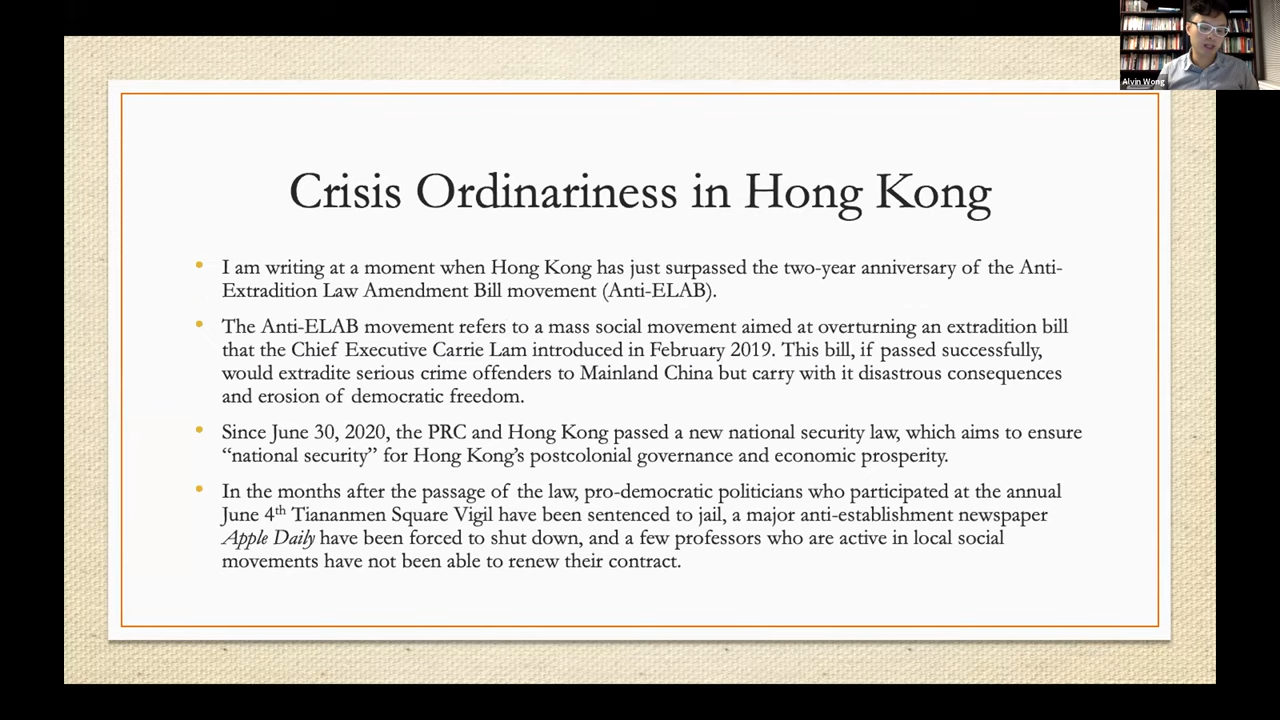 Alvin Wong
Crisis Ordinariness in Hong Kong
• I am writing at a moment when Hong Kong has just surpassed the two-year anniversary of the Anti-
Extradition Law Amendment Bill movement (Anti-ELAB).
• The Anti-ELAB movement refers to a mass social movement aimed at overturning an extradition bill
that the Chief Executive Carrie Lam introduced in February 2019. This bill, if passed successfully,
would extradite serious crime offenders to Mainland China but carry with it disastrous consequences
and erosion of democratic freedom.
• Since June 30, 2020, the PRC and Hong Kong passed a new national security law, which aims to ensure
“national security” for Hong Kong’s postcolonial governance and economic prosperity.
• In the months after the passage of the law, pro-democratic politicians who participated at the annual
June 4th Tiananmen Square Vigil have been sentenced to jail, a major anti-establishment newspaper
Apple Daily have been forced to shut down, and a few professors who are active in local social
movements have not been able to renew their contract.